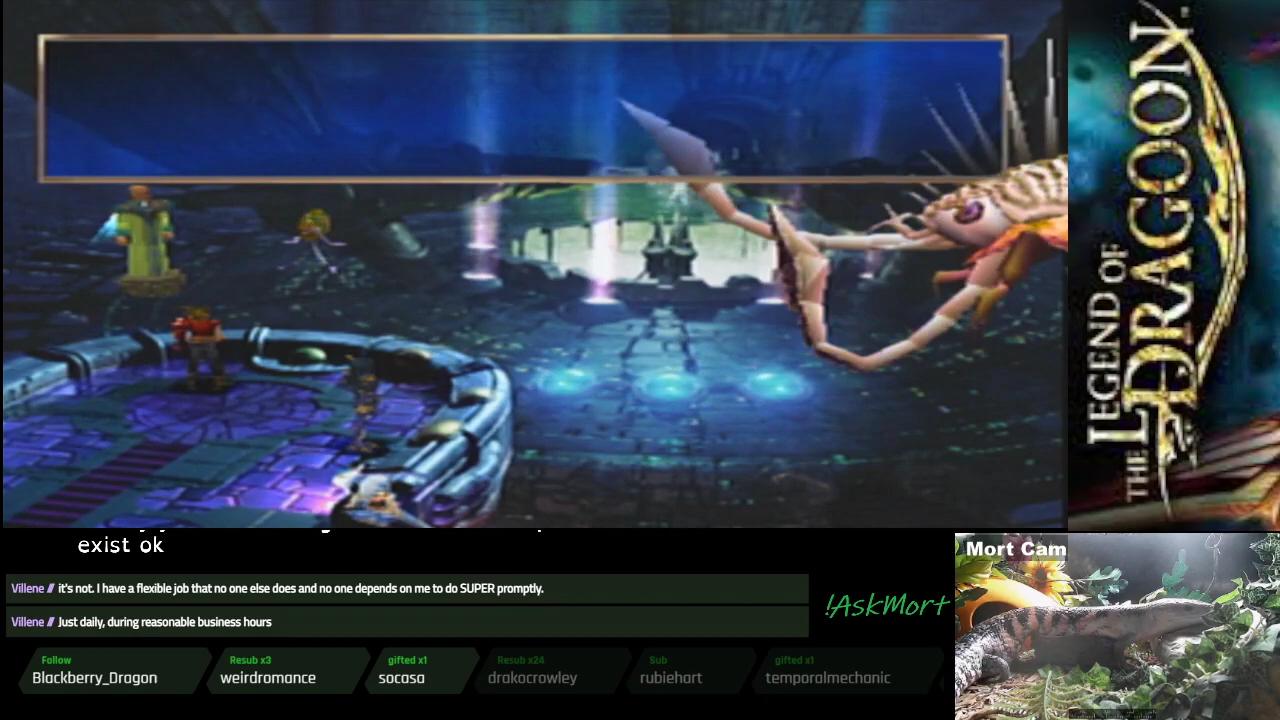 THE LEGEND OF DRAGOON
exist ok
Villene // it's not. I have a flexible job that no one else does and no one depends on me to do SUPER promptly.
Villene // Just daily, during reasonable business hours
!AskMort
Mort Cam
Follow
Blackberry_Dragon
Resub x3
weirdromance
gifted x1
socasa
Resub x24
drakocrowley
Sub
rubiehart
gifted x1
temporalmechanic